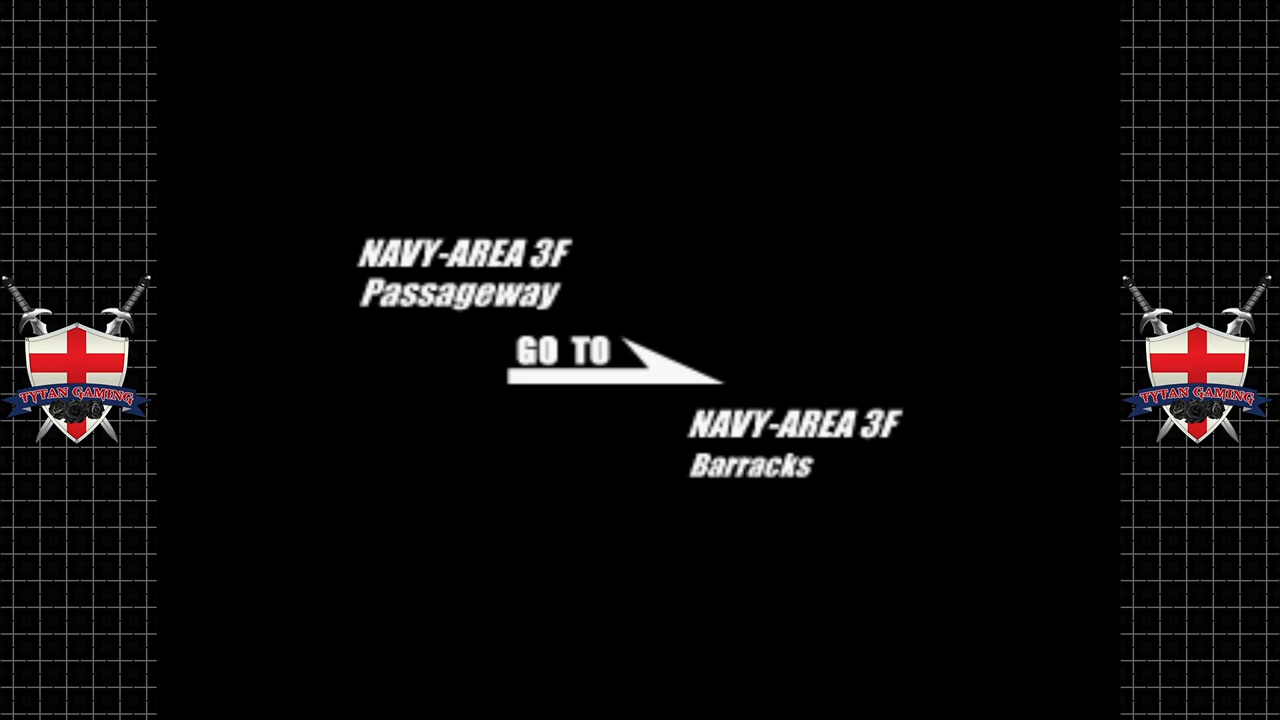 NAVY-AREA 3F
Passageway
GO TO
NAVY-AREA 3F
Barracks
TYTAN GAMING
TYTAN GAMING